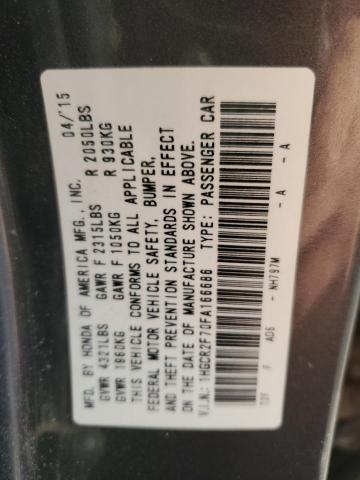 MFD. BY HONDA OF AMERICA MFG., INC. 04/15
GVWR 4321LBS GAWR F 2315LBS R 2050LBS
GVWR 1960KG GAWR F 1050KG R 930KG
THIS VEHICLE CONFORMS TO ALL APPLICABLE
FEDERAL MOTOR VEHICLE SAFETY, BUMPER,
AND THEFT PREVENTION STANDARDS IN EFFECT
ON THE DATE OF MANUFACTURE SHOWN ABOVE.
V.I.N.: 1HGCR2F70FA166686 TYPE: PASSENGER CAR
F AD6 - NH797M - A - A